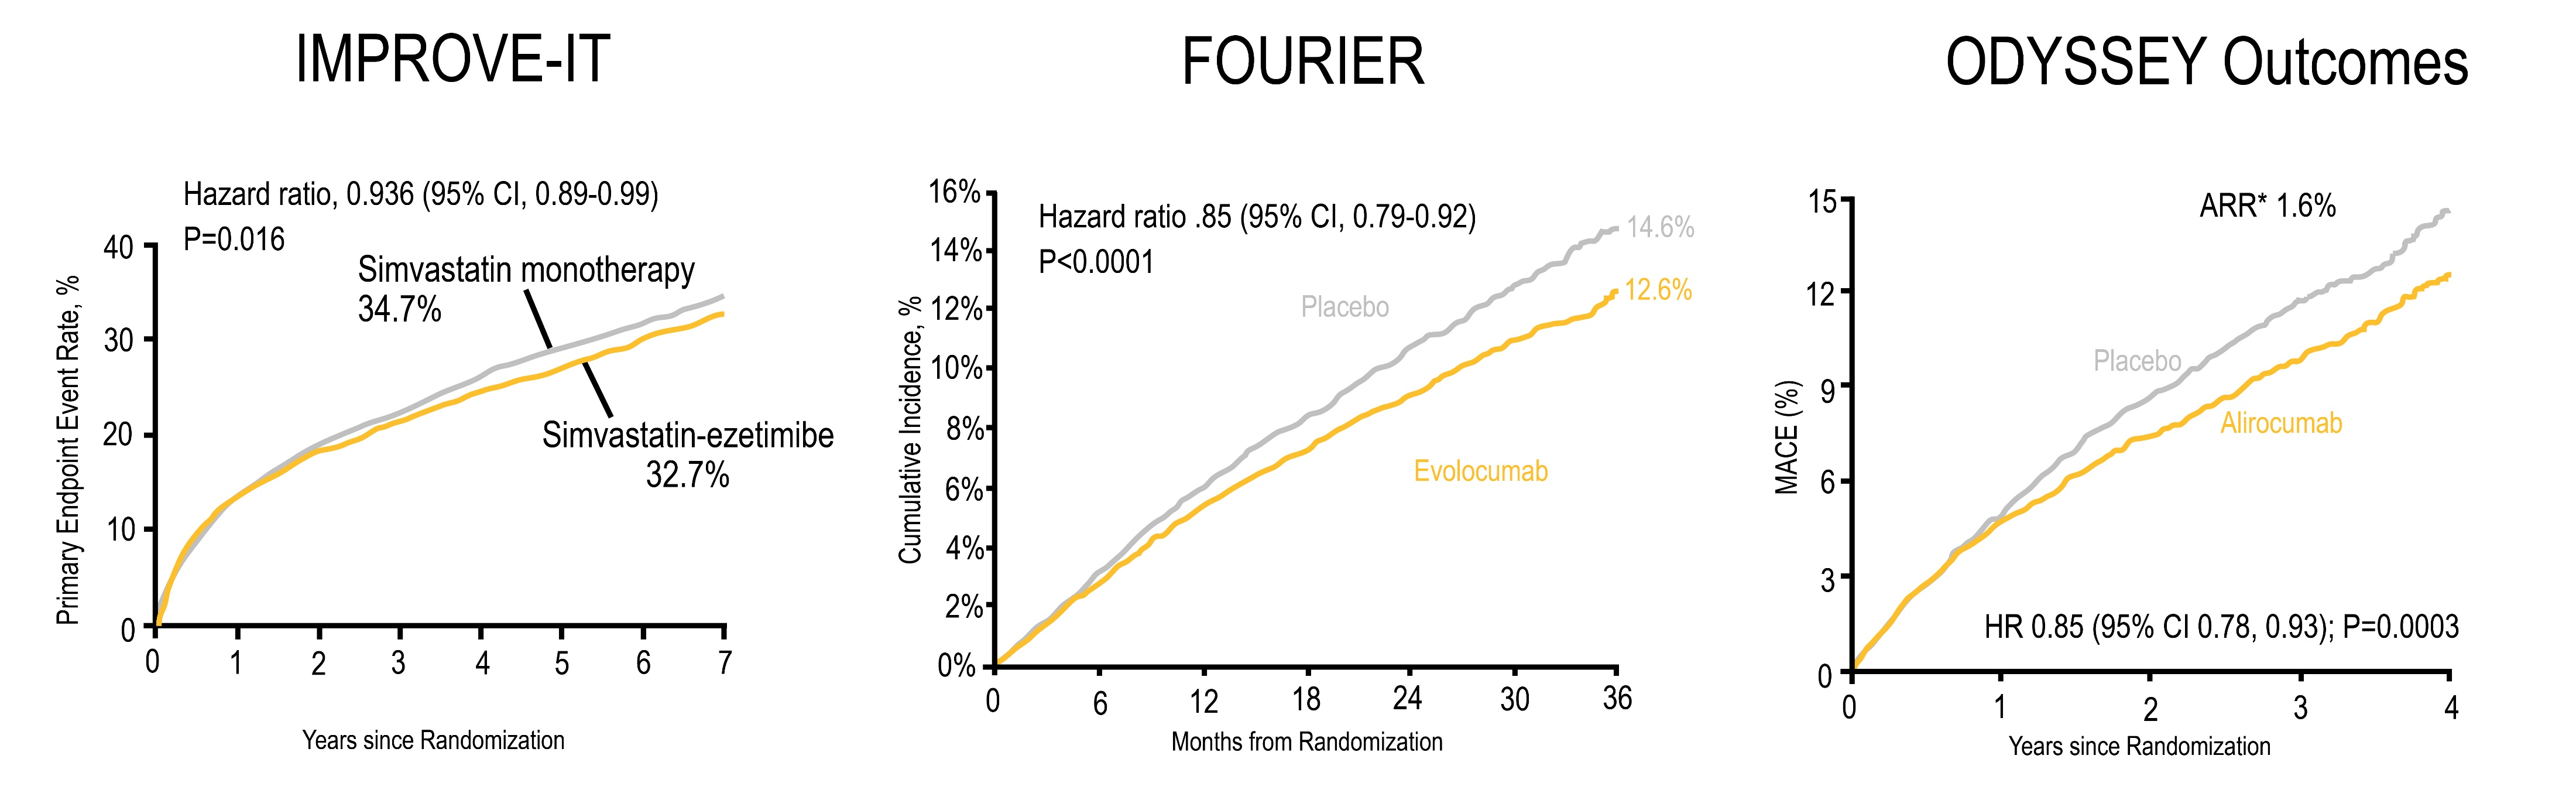 IMPROVE-IT
Hazard ratio, 0.936 (95% CI, 0.89-0.99)
P=0.016
Simvastatin monotherapy
34.7%
Simvastatin-ezetimibe
32.7%
Primary Endpoint Event Rate, %
40
30
20
10
0
0 1 2 3 4 5 6 7
Years since Randomization
FOURIER
Hazard ratio .85 (95% CI, 0.79-0.92)
P<0.0001
14.6%
12.6%
Placebo
Evolocumab
Cumulative Incidence, %
16%
14%
12%
10%
8%
6%
4%
2%
0%
0 6 12 18 24 30 36
Months from Randomization
ODYSSEY Outcomes
ARR* 1.6%
Placebo
Alirocumab
HR 0.85 (95% CI 0.78, 0.93); P=0.0003
MACE (%)
15
12
9
6
3
0
0 1 2 3 4
Years since Randomization